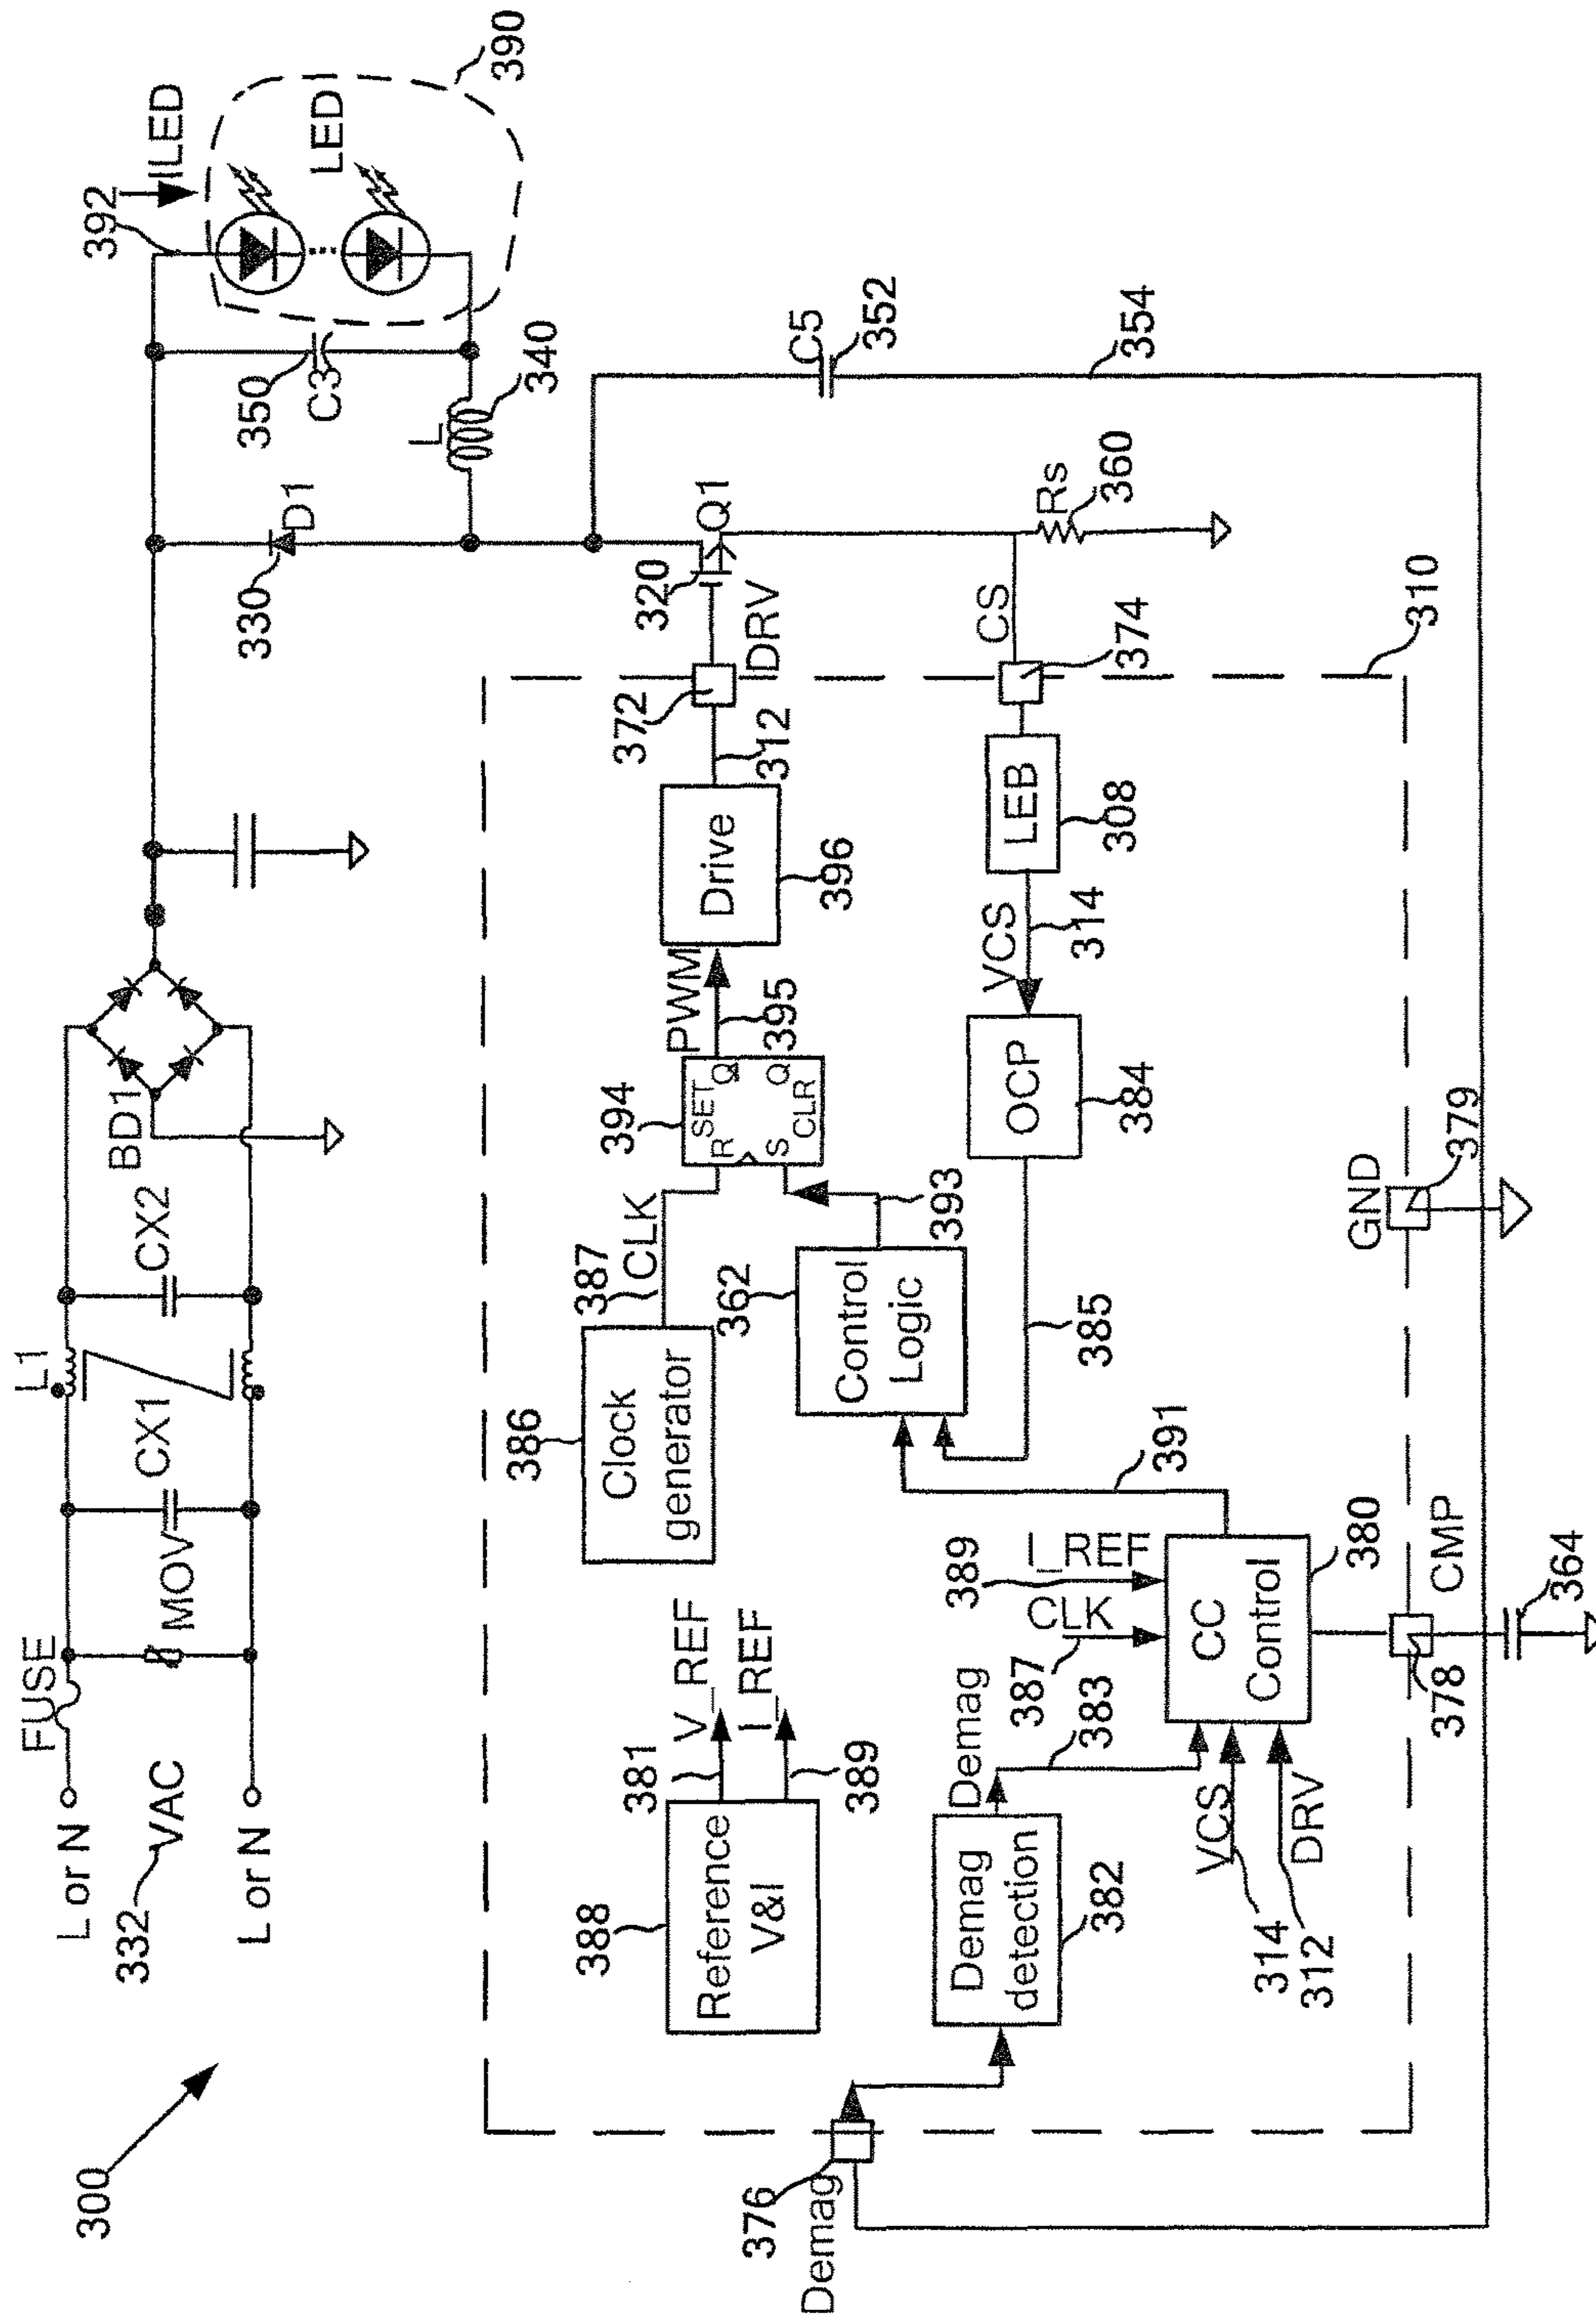 300
L or N
332
VAC
L or N
FUSE
MOV
CX1
L1
CX2
BD1
330
D1
350
C3
L
340
392
ILED
LED
390
320
Q1
DRV
372
312
C5
352
354
Rs
360
CS
374
310
Drive
396
PWM
395
394
R
SET
Q
S
CLR
Q
CLK
387
Clock
generator
386
LEB
308
VCS
314
OCP
384
385
393
362
Control
Logic
391
GND
379
Reference
V&I
388
381
V_REF
I_REF
389
Demag
376
Demag
detection
382
Demag
383
387
CLK
389
I_REF
VCS
314
312
DRV
CC
Control
380
378
CMP
364